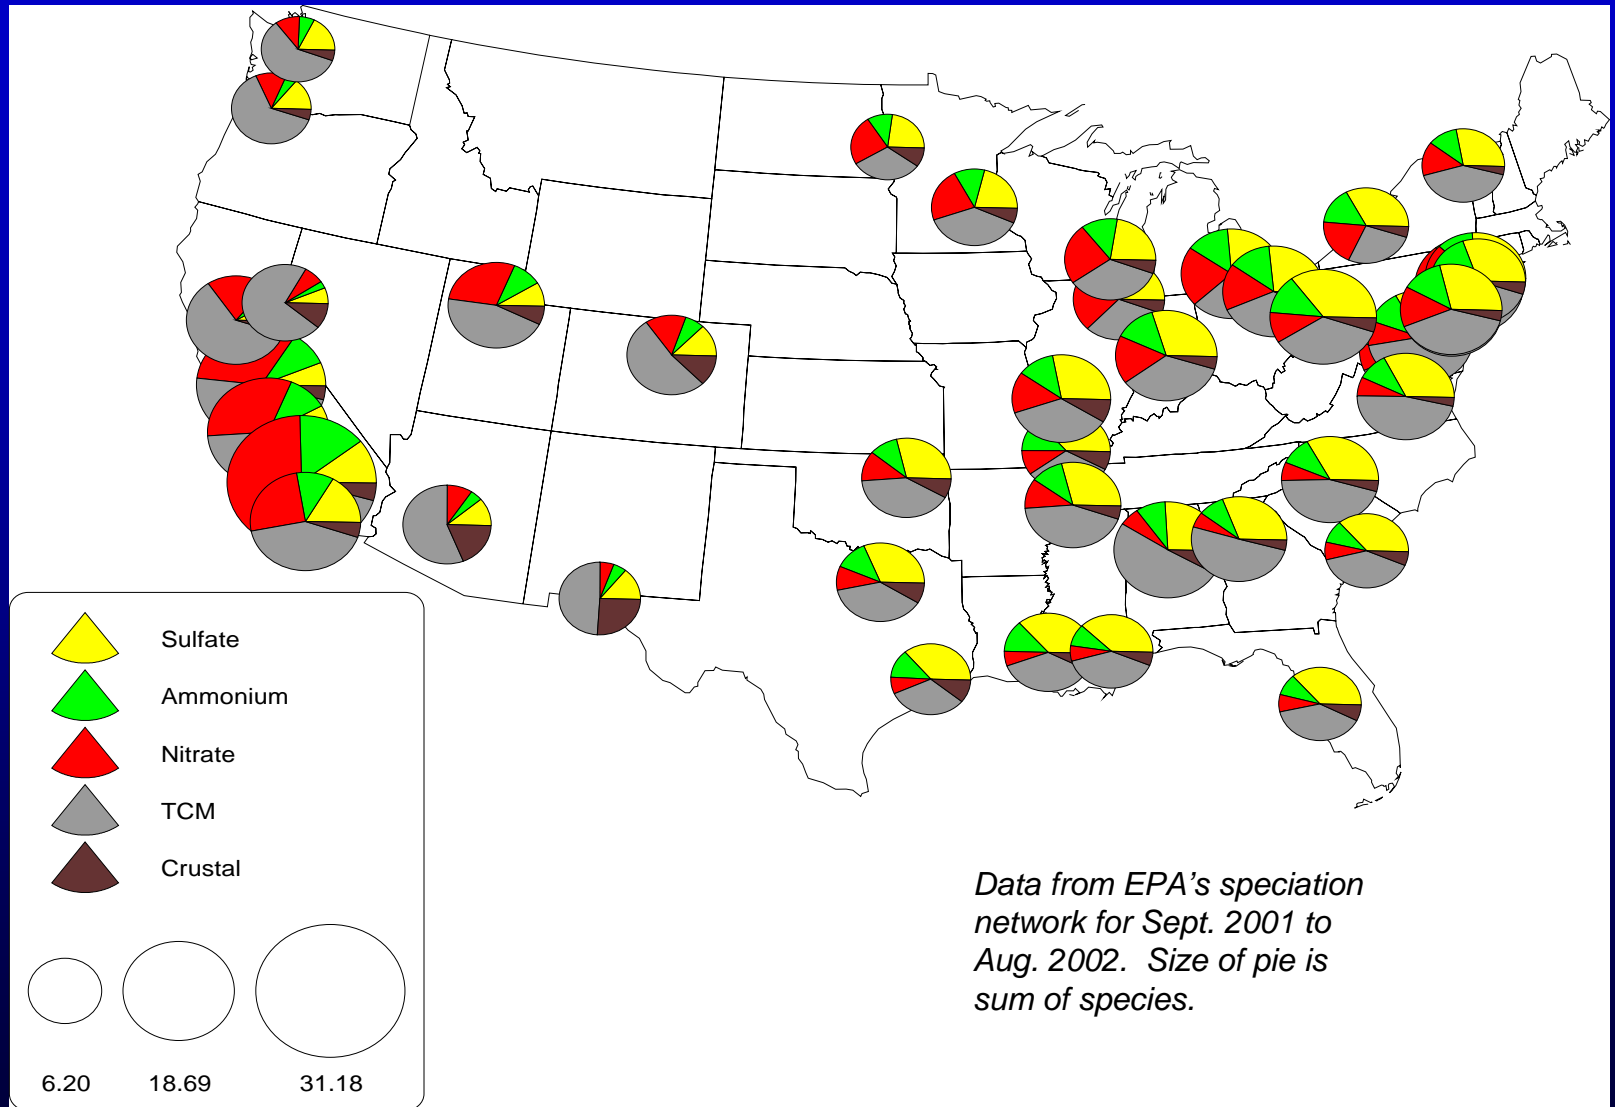 Sulfate
Ammonium
Nitrate
TCM
Crustal
6.20 18.69 31.18
Data from EPA’s speciation
network for Sept. 2001 to
Aug. 2002.  Size of pie is
sum of species.